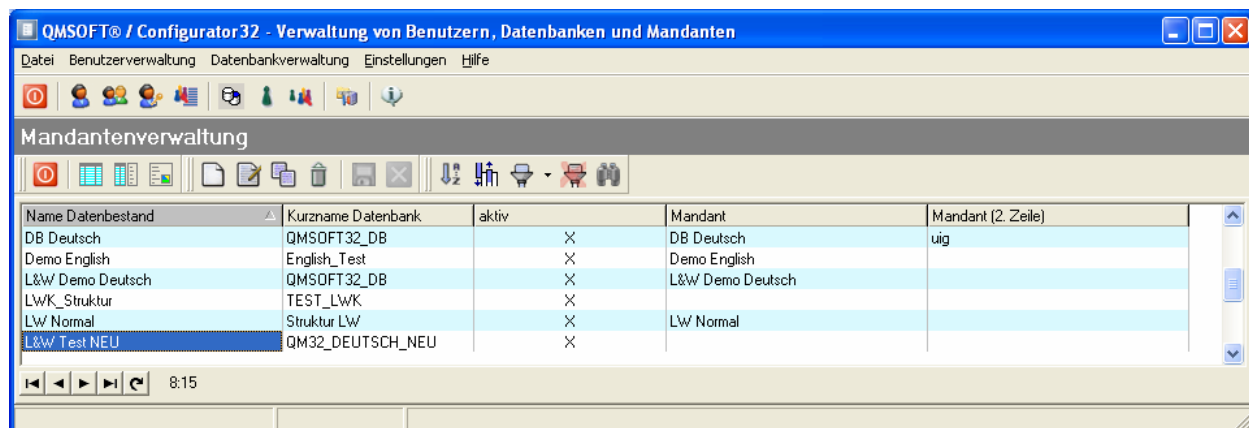 QMSOFT® / Configurator32 - Verwaltung von Benutzern, Datenbanken und Mandanten
Datei Benutzerverwaltung Datenbankverwaltung Einstellungen Hilfe
Mandantenverwaltung
Name Datenbestand Kurzname Datenbank aktiv Mandant Mandant (2. Zeile)
DB Deutsch QMSOFT32_DB X DB Deutsch uig
Demo English English_Test X Demo English
L&W Demo Deutsch QMSOFT32_DB X L&W Demo Deutsch
LWK_Struktur TEST_LWK X
LW Normal Struktur LW X LW Normal
L&W Test NEU QM32_DEUTSCH_NEU X
8:15